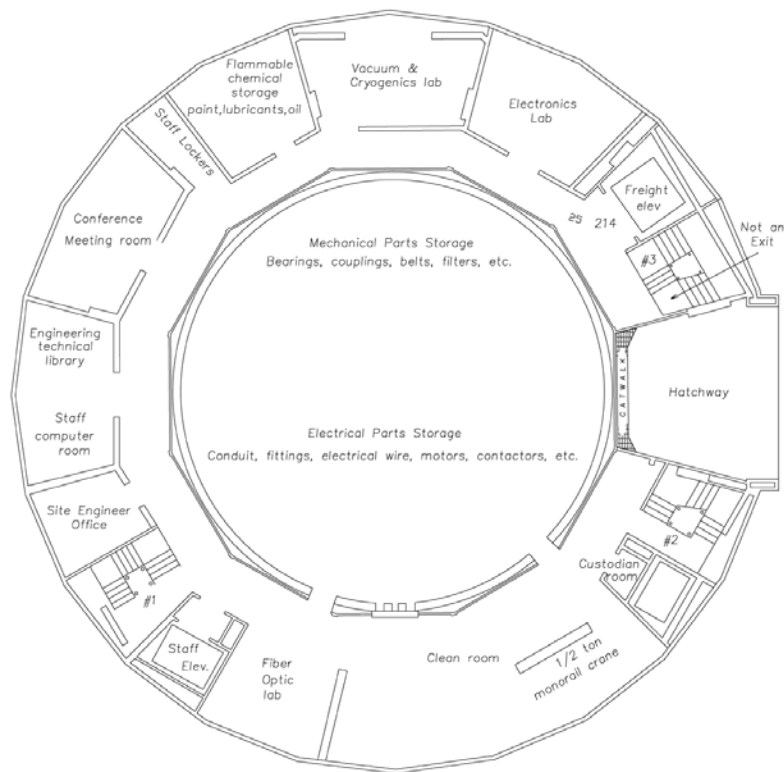 Flammable
chemical
storage
paint,lubricants,oil
Vacuum &
Cryogenics lab
Electronics
Lab
Staff Lockers
Freight
elev
Conference
Meeting room
25 214
Not an
Exit
#3
Mechanical Parts Storage
Bearings, couplings, belts, filters, etc.
Engineering
technical
library
CATWALK
Hatchway
Staff
computer
room
Electrical Parts Storage
Conduit, fittings, electrical wire, motors, contactors, etc.
Site Engineer
Office
#2
Custodian
room
#1
Staff
Elev.
Fiber
Optic
lab
Clean room
1/2 ton
monorail crane